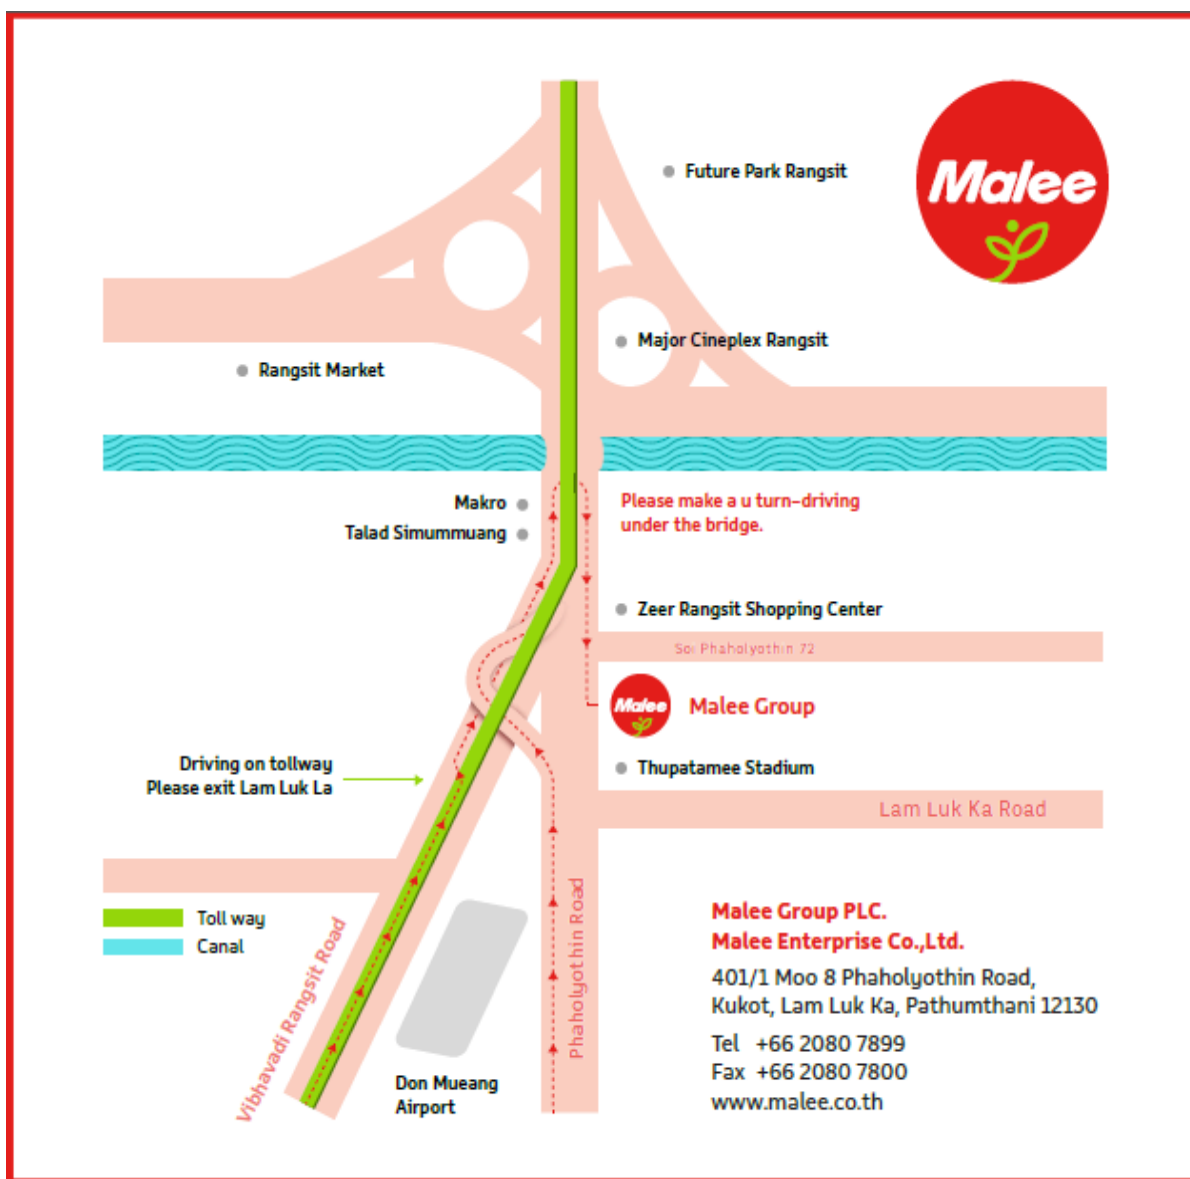 Future Park Rangsit
Malee
Major Cineplex Rangsit
Rangsit Market
Makro
Talad Simummuang
Please make a u turn-driving
under the bridge.
Zeer Rangsit Shopping Center
Soi Phaholyothin 72
Malee
Malee Group
Driving on tollway
Please exit Lam Luk La
Thupatamee Stadium
Lam Luk Ka Road
Toll way
Canal
Vibhavadi Rangsit Road
Phaholyothin Road
Don Mueang
Airport
Malee Group PLC.
Malee Enterprise Co.,Ltd.
401/1 Moo 8 Phaholyothin Road,
Kukot, Lam Luk Ka, Pathumthani 12130
Tel +66 2080 7899
Fax +66 2080 7800
www.malee.co.th